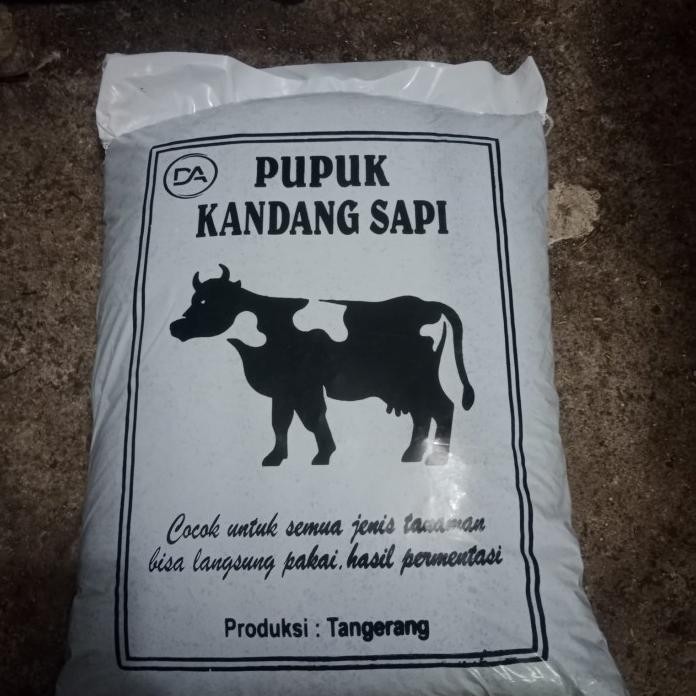 DA
PUPUK
KANDANG SAPI
Cocok untuk semua jenis tanaman
bisa langsung pakai, hasil permentasi
Produksi : Tangerang